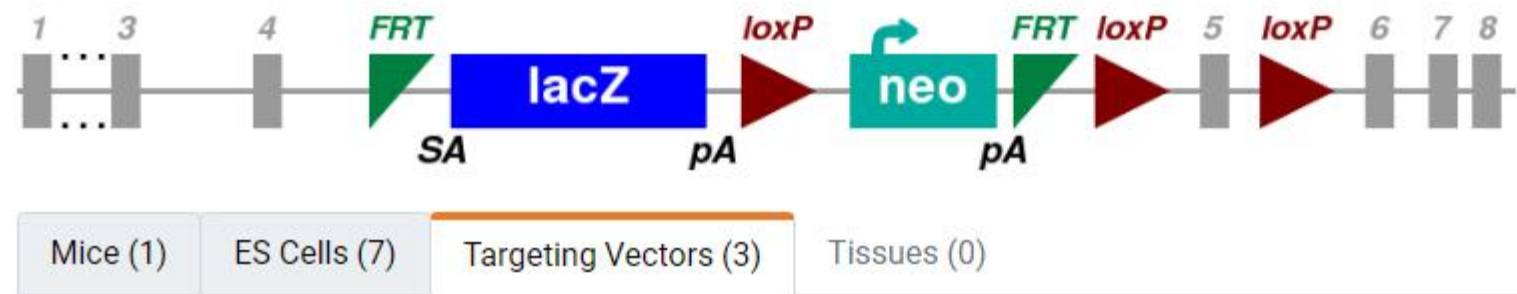 1 ... 3 4 FRT loxP FRT loxP 5 loxP 6 7 8
lacZ neo
...
SA pA pA
Mice (1) ES Cells (7) Targeting Vectors (3) Tissues (0)